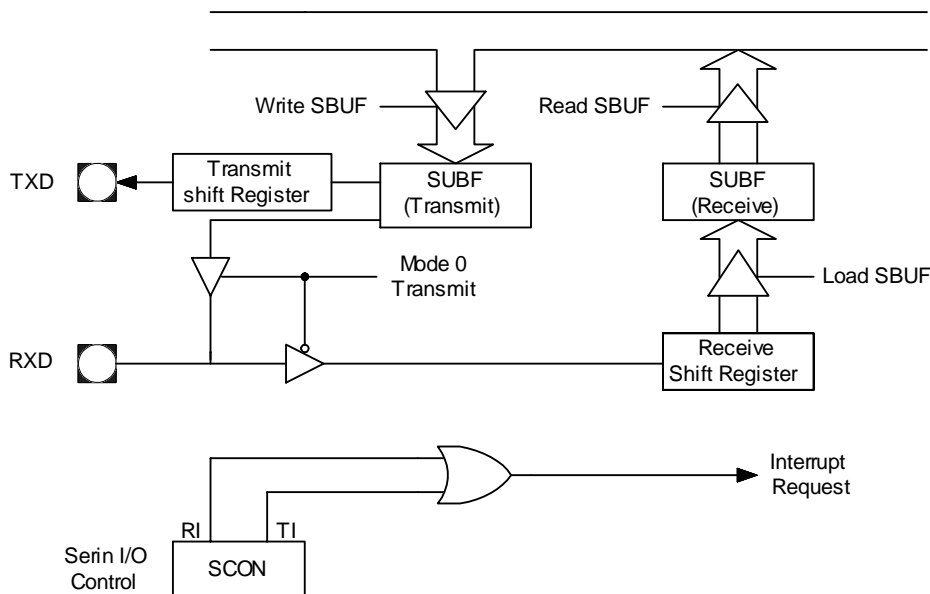 Write SBUF
Read SBUF
TXD
Transmit
shift Register
SUBF
(Transmit)
SUBF
(Receive)
Mode 0
Transmit
Load SBUF
RXD
Receive
Shift Register
Interrupt
Request
RI
TI
Serin I/O
Control
SCON